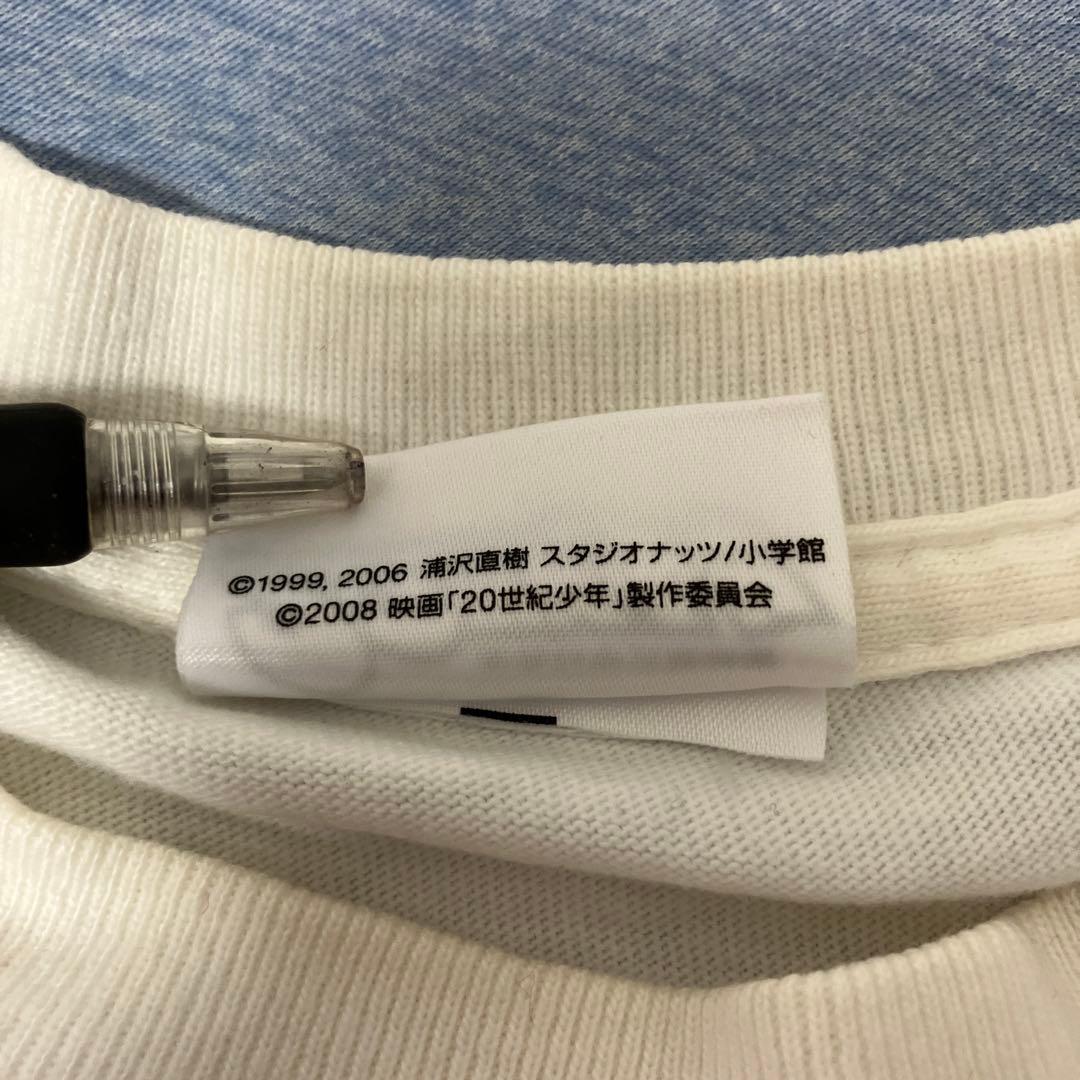 ©1999, 2006 浦沢直樹 スタジオナッツ/小学館
©2008 映画「20世紀少年」製作委員会